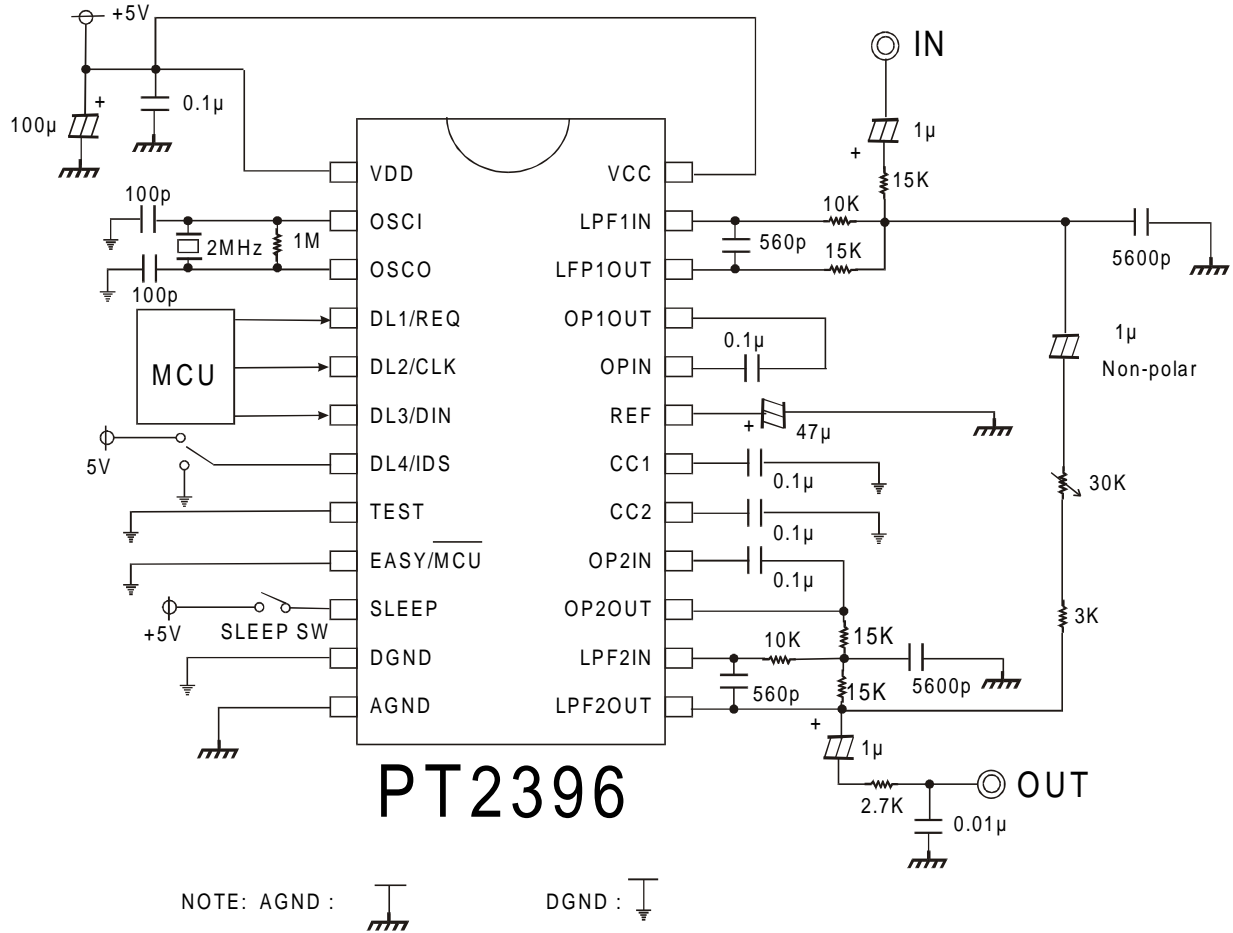 +5V
IN
+
100µ
0.1µ
1µ
+
VDD
VCC
15K
100p
10K
OSCI
LPF1IN
2MHz
1M
560p
15K
5600p
OSCO
LFP1OUT
100p
DL1/REQ
OP1OUT
0.1µ
1µ
Non-polar
MCU
DL2/CLK
OPIN
DL3/DIN
REF
+
47µ
5V
DL4/IDS
CC1
0.1µ
30K
TEST
CC2
0.1µ
EASY/MCU
OP2IN
0.1µ
SLEEP
OP2OUT
3K
+5V
SLEEP SW
10K
15K
DGND
LPF2IN
5600p
560p
15K
AGND
LPF2OUT
+
1µ
PT2396
2.7K
OUT
0.01µ
NOTE: AGND :
DGND :